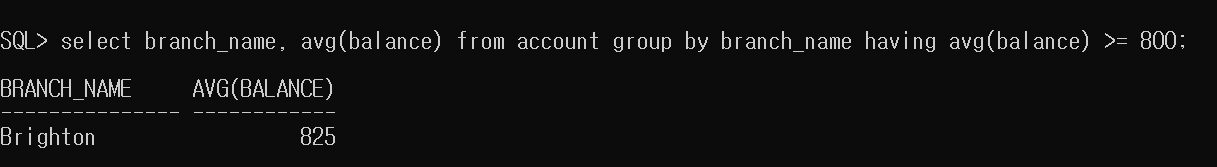 SQL> select branch_name, avg(balance) from account group by branch_name having avg(balance) >= 800;
BRANCH_NAME     AVG(BALANCE)
--------------- ------------
Brighton                 825